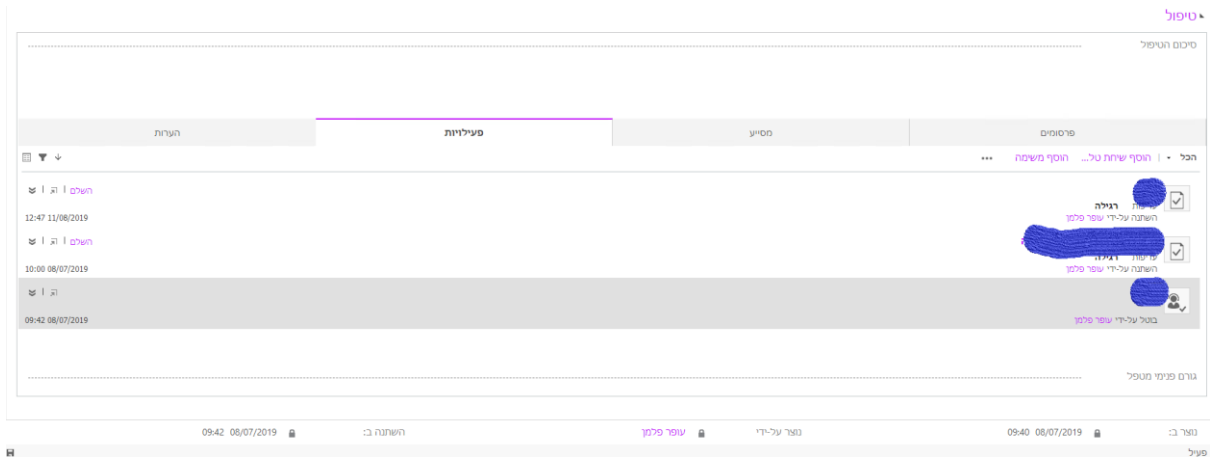 טיפול
סיכום הטיפול
פרסומים מסייע פעילויות הערות
הכל הוסף שיחת טל... הוסף משימה ...
השלם
רגילה
השתנה על-ידי עופר פלמן
12:47 11/08/2019
השלם
עדיפות רגילה
השתנה על-ידי עופר פלמן
10:00 08/07/2019
בוטל על-ידי עופר פלמן
09:42 08/07/2019
גורם פנימי מטפל
נוצר ב: 09:40 08/07/2019 נוצר על-ידי עופר פלמן השתנה ב: 09:42 08/07/2019
פעיל